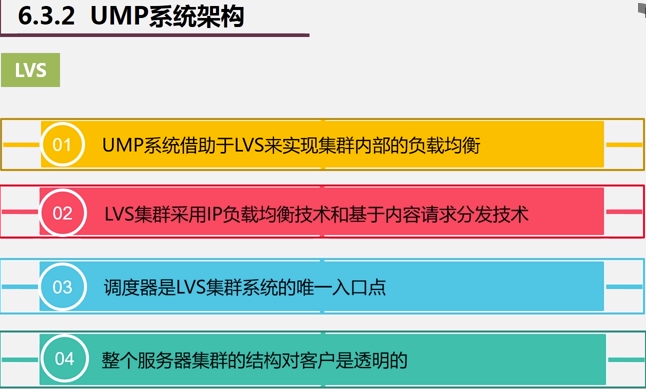 6.3.2 UMP系统架构
LVS
01 UMP系统借助于LVS来实现集群内部的负载均衡
02 LVS集群采用IP负载均衡技术和基于内容请求分发技术
03 调度器是LVS集群系统的唯一入口点
04 整个服务器集群的结构对客户是透明的